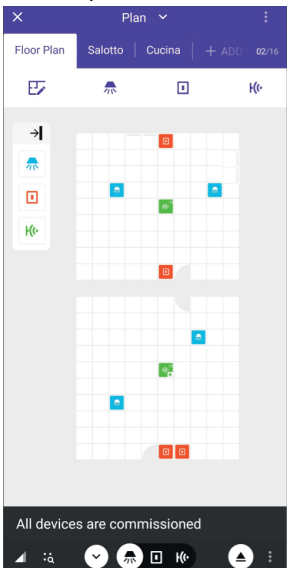 Plan
Floor Plan Salotto Cucina + ADD 02/16
All devices are commissioned